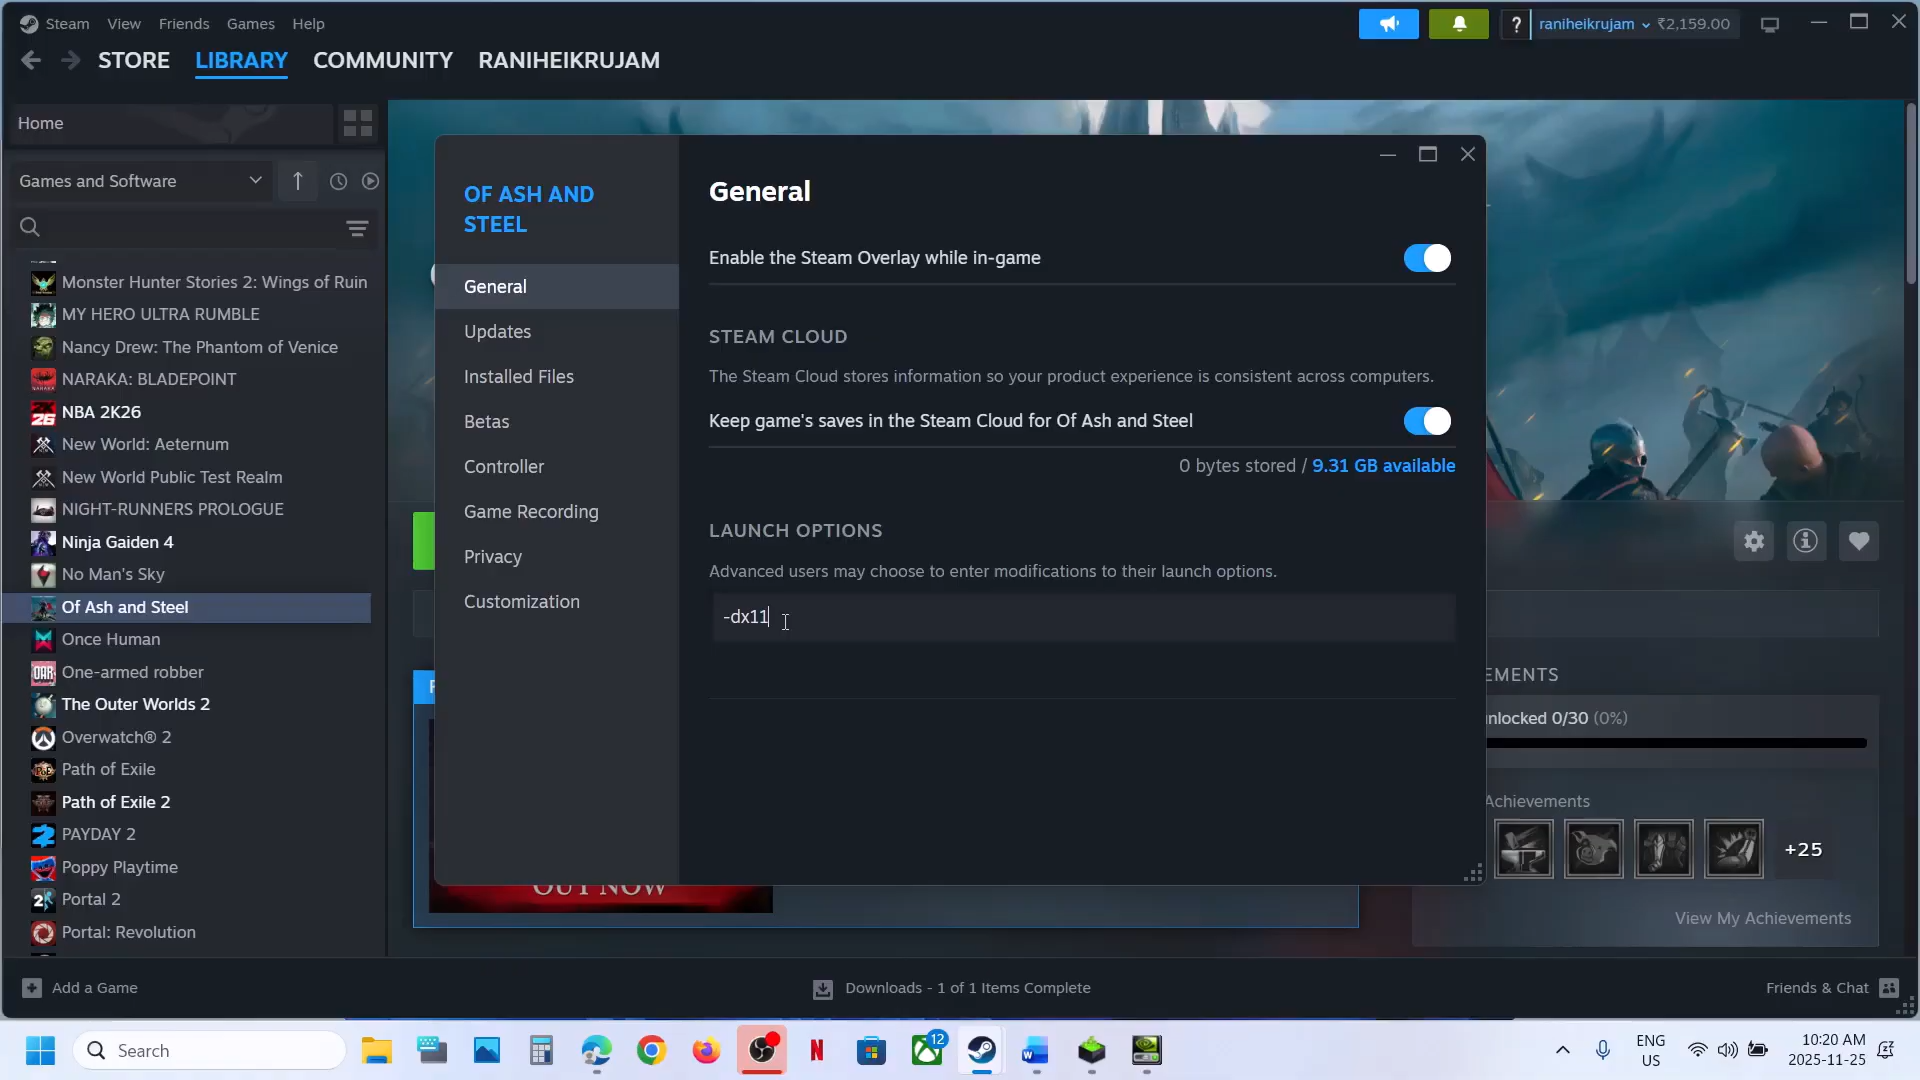 Steam View Friends Games Help
? raniheikrujam ₹2,159.00
STORE LIBRARY COMMUNITY RANIHEIKRUJAM
Home
Games and Software
Monster Hunter Stories 2: Wings of Ruin
MY HERO ULTRA RUMBLE
Nancy Drew: The Phantom of Venice
NARAKA: BLADEPOINT
NBA 2K26
New World: Aeternum
New World Public Test Realm
NIGHT-RUNNERS PROLOGUE
Ninja Gaiden 4
No Man's Sky
Of Ash and Steel
Once Human
One-armed robber
The Outer Worlds 2
Overwatch® 2
Path of Exile
Path of Exile 2
PAYDAY 2
Poppy Playtime
Portal 2
Portal: Revolution
OF ASH AND
STEEL
General
Updates
Installed Files
Betas
Controller
Game Recording
Privacy
Customization
General
Enable the Steam Overlay while in-game
STEAM CLOUD
The Steam Cloud stores information so your product experience is consistent across computers.
Keep game's saves in the Steam Cloud for Of Ash and Steel
0 bytes stored / 9.31 GB available
LAUNCH OPTIONS
Advanced users may choose to enter modifications to their launch options.
-dx11
EMENTS
nlocked 0/30 (0%)
Achievements
+25
View My Achievements
OUT NOW
Add a Game
Downloads - 1 of 1 Items Complete
Friends & Chat
Search
12
ENG
US
10:20 AM
2025-11-25